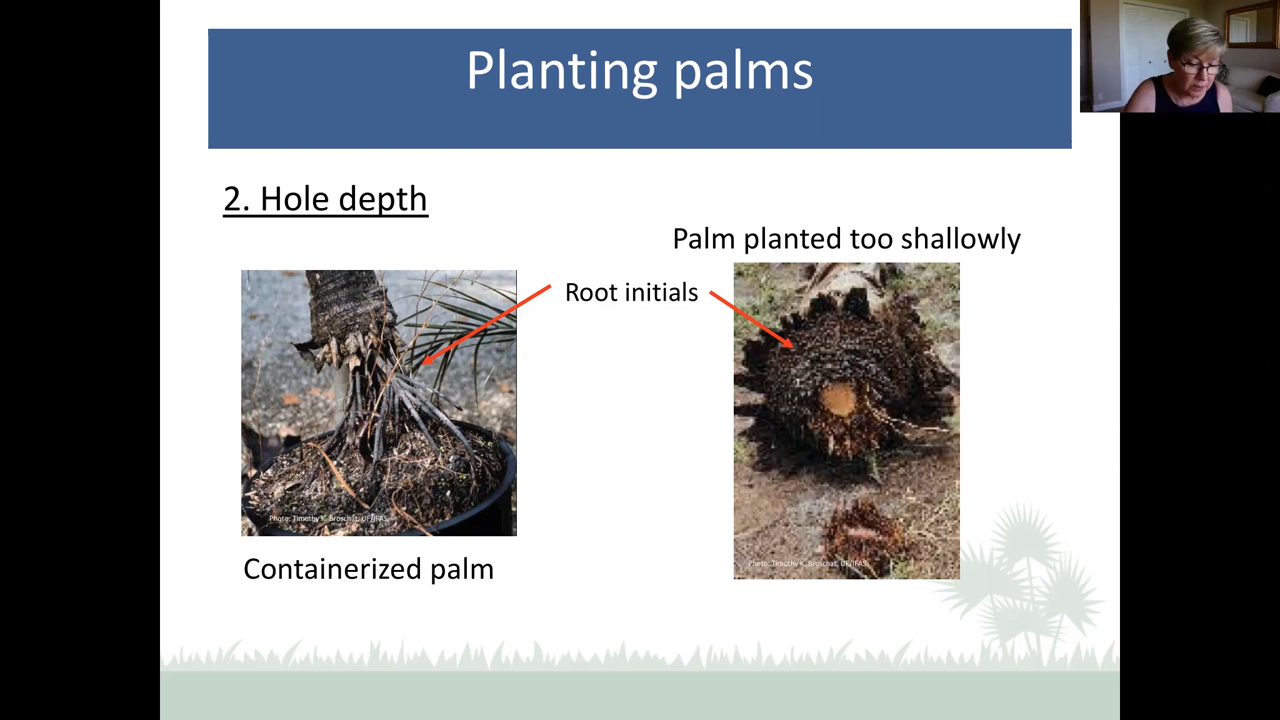 Planting palms
2. Hole depth
Palm planted too shallowly
Root initials
Photo: Timothy K. Broschat, UF/IFAS
Photo: Timothy K. Broschat, UF/IFAS
Containerized palm